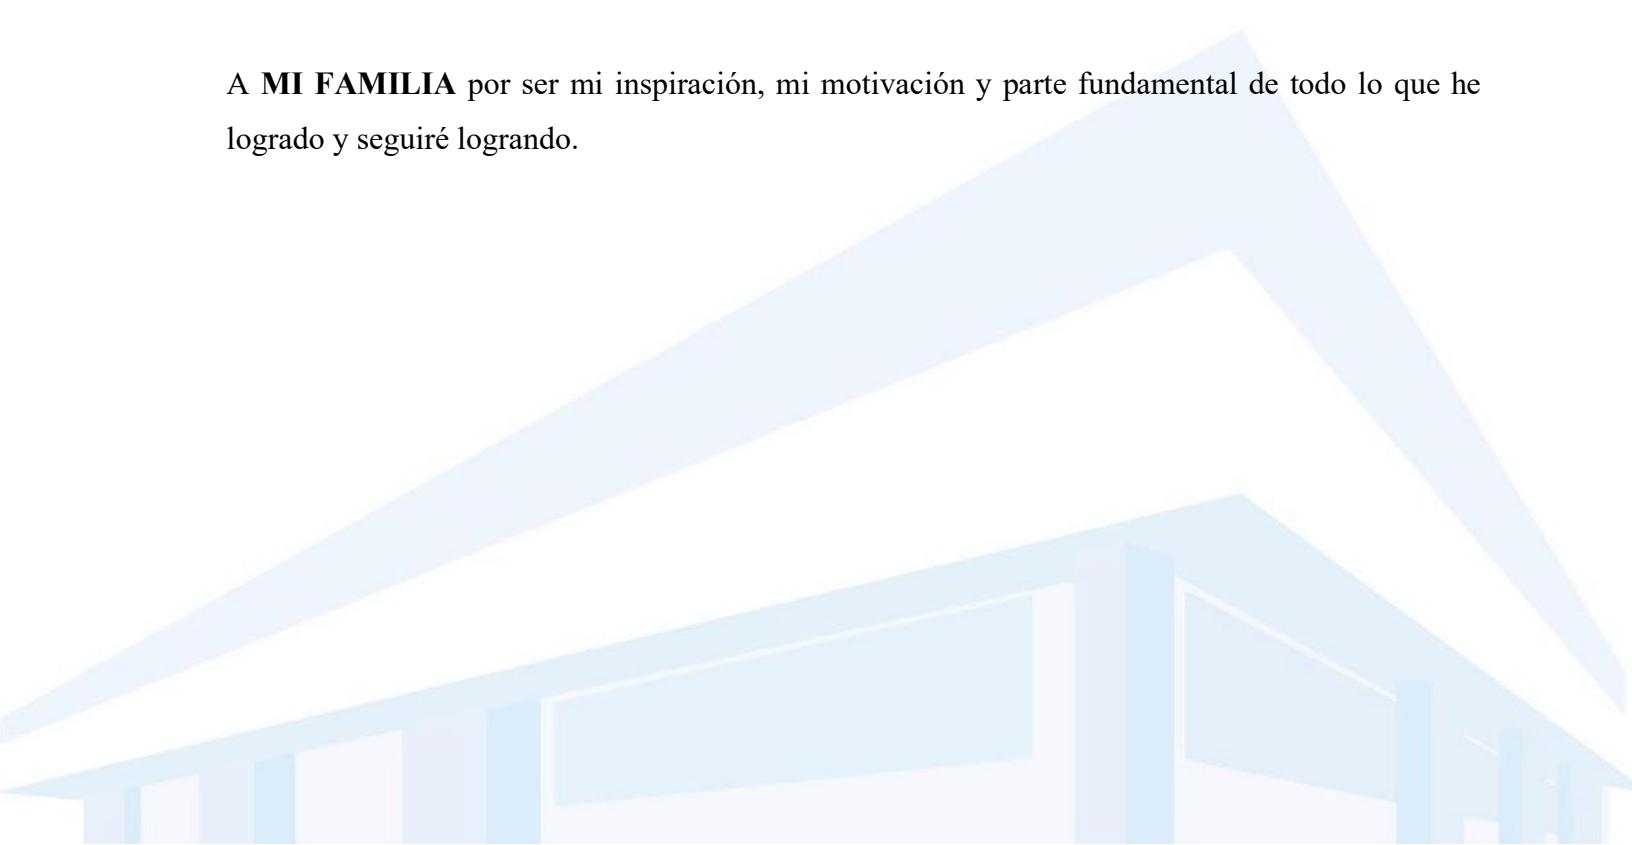 A MI FAMILIA por ser mi inspiración, mi motivación y parte fundamental de todo lo que he
logrado y seguiré logrando.